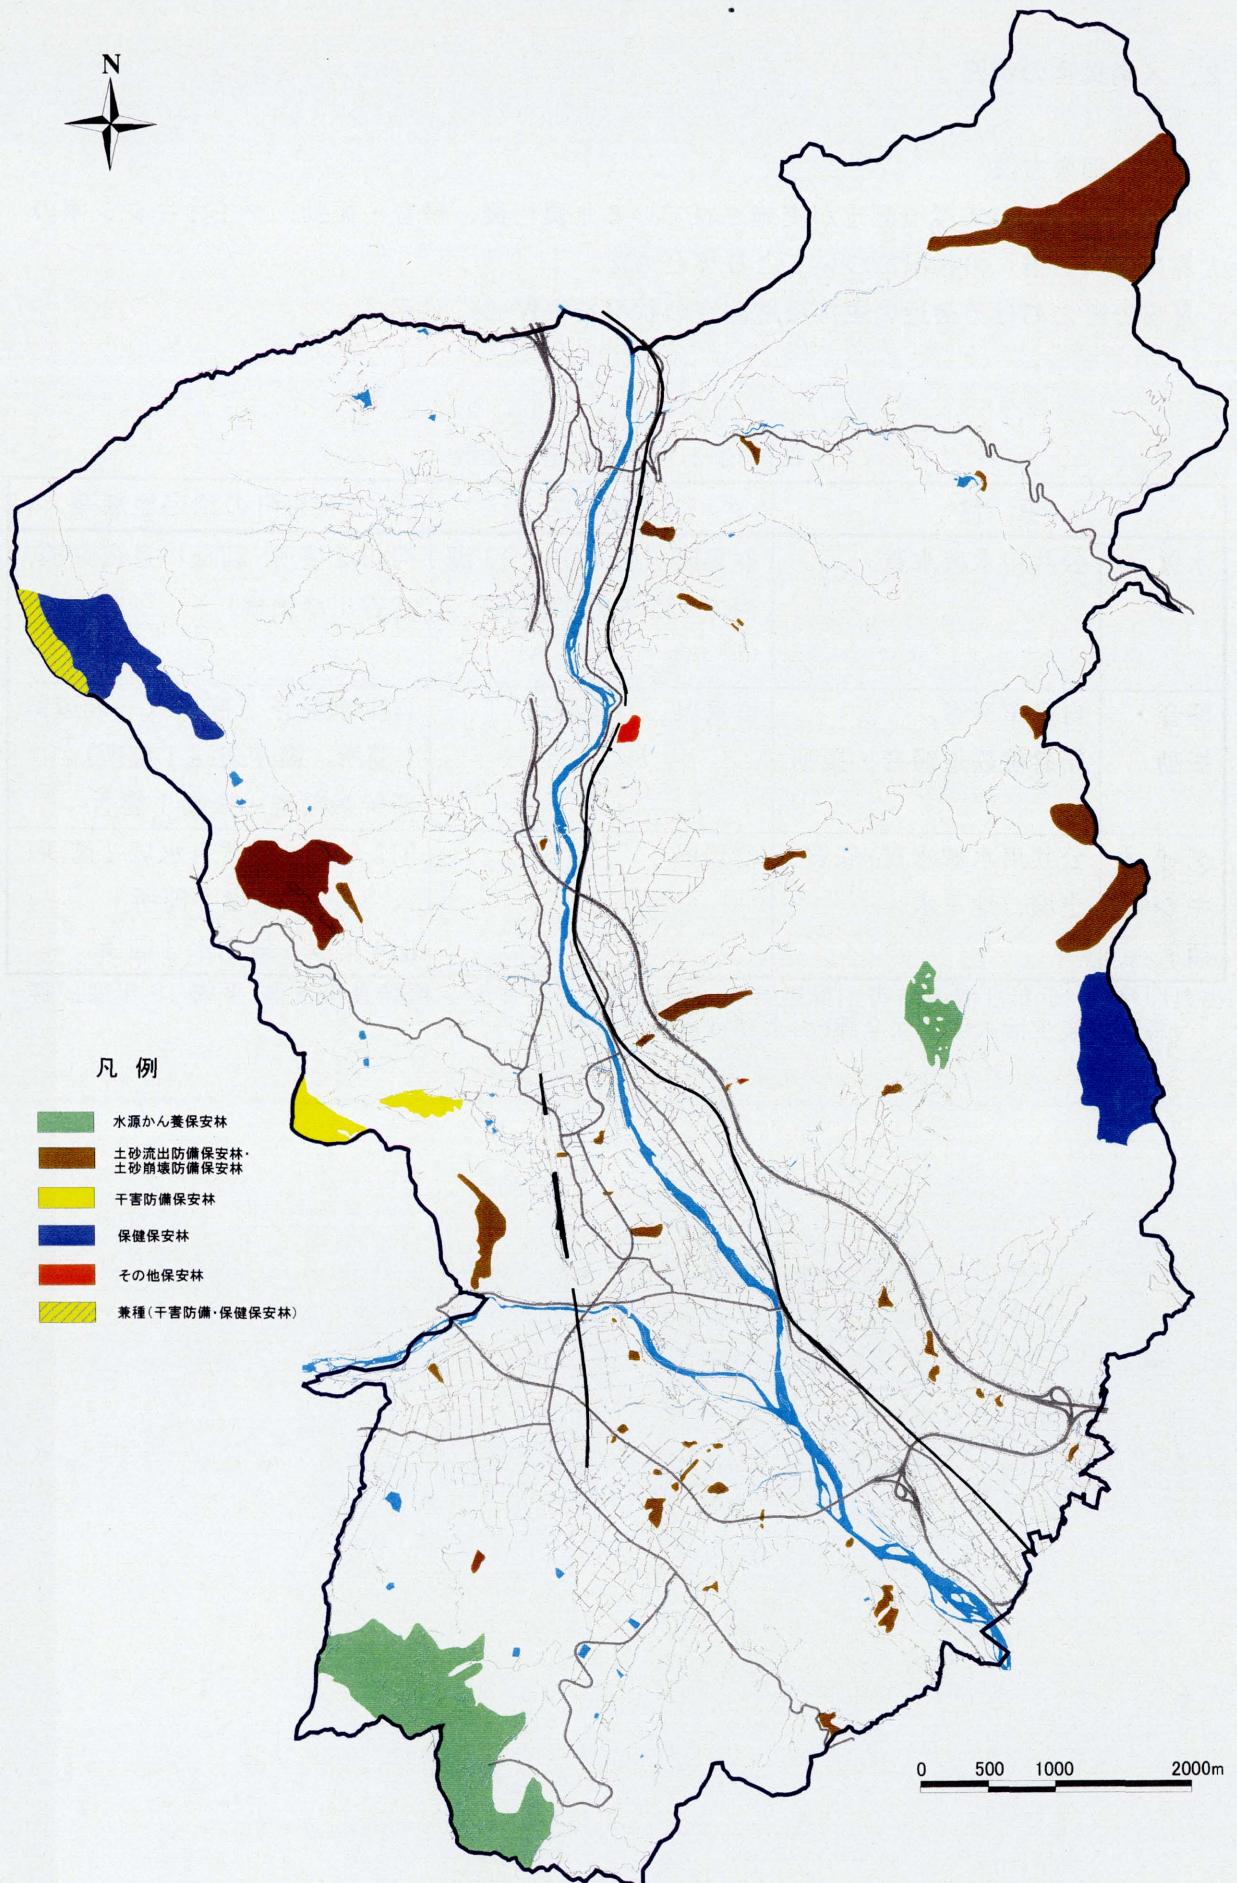 N
凡 例
水源かん養保安林
土砂流出防備保安林・
土砂崩壊防備保安林
干害防備保安林
保健保安林
その他保安林
兼種(干害防備・保健保安林)
0 500 1000 2000m